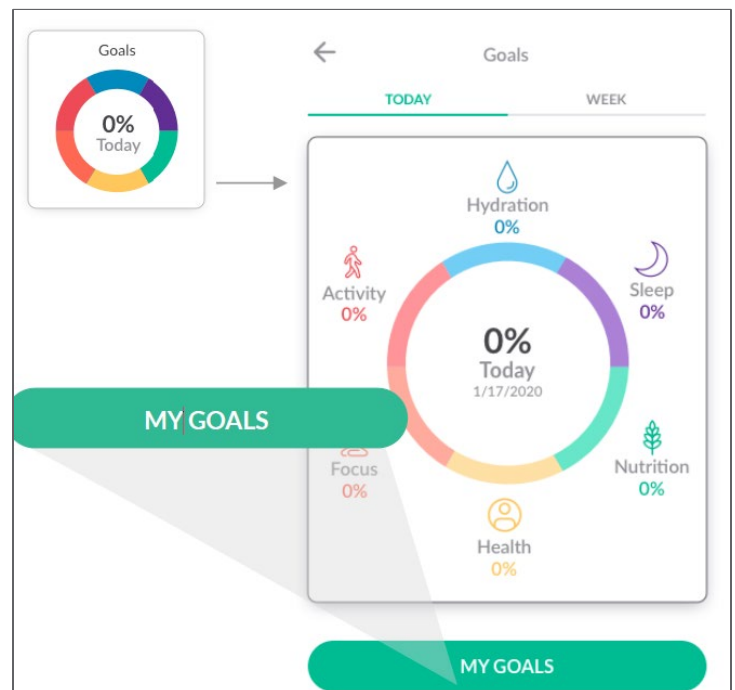 Goals
0%
Today
Goals
TODAY
WEEK
Hydration
0%
Activity
0%
Sleep
0%
0%
Today
1/17/2020
MY GOALS
Focus
0%
Nutrition
0%
Health
0%
MY GOALS